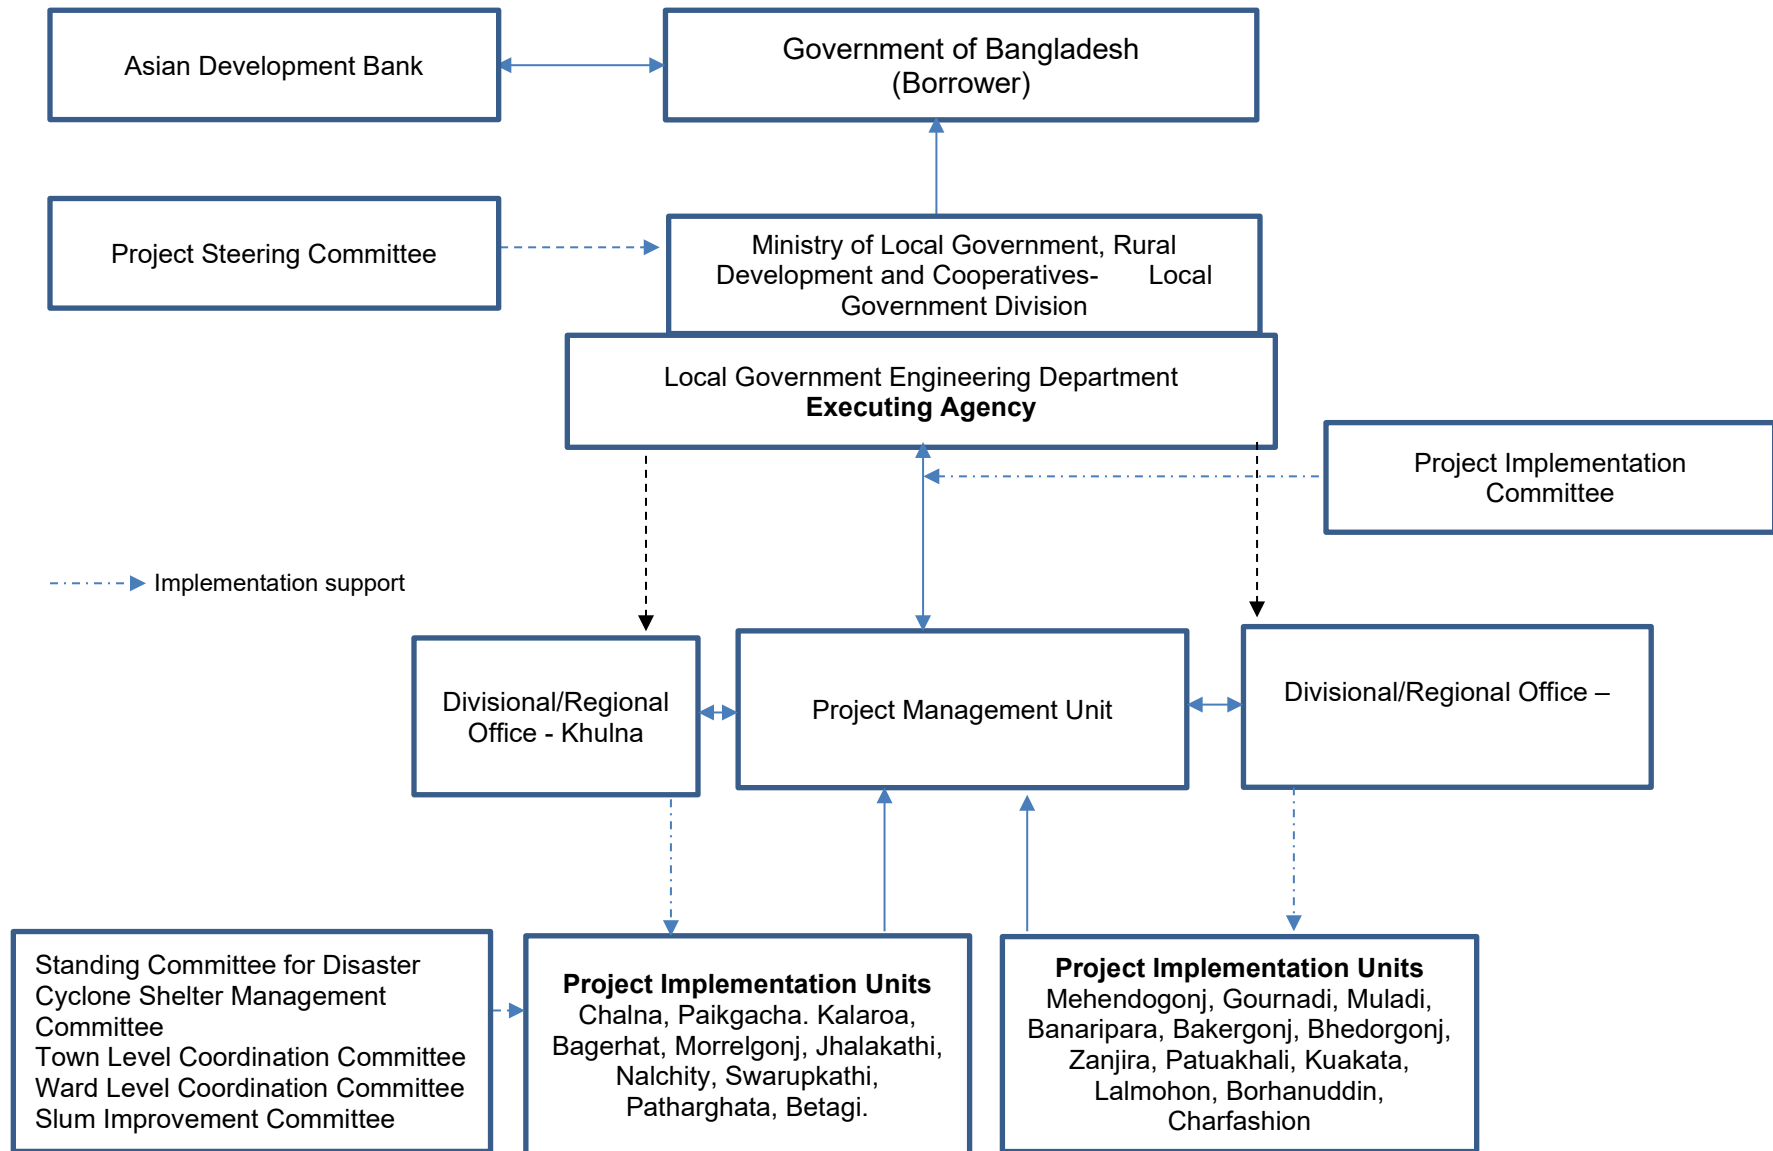 Asian Development Bank
Government of Bangladesh
(Borrower)
Project Steering Committee
Ministry of Local Government, Rural
Development and Cooperatives- Local
Government Division
Local Government Engineering Department
Executing Agency
Project Implementation
Committee
Implementation support
Divisional/Regional
Office - Khulna
Project Management Unit
Divisional/Regional Office –
Standing Committee for Disaster
Cyclone Shelter Management
Committee
Town Level Coordination Committee
Ward Level Coordination Committee
Slum Improvement Committee
Project Implementation Units
Chalna, Paikgacha. Kalaroa,
Bagerhat, Morrelgonj, Jhalakathi,
Nalchity, Swarupkathi,
Patharghata, Betagi.
Project Implementation Units
Mehendogonj, Gournadi, Muladi,
Banaripara, Bakergonj, Bhedorgonj,
Zanjira, Patuakhali, Kuakata,
Lalmohon, Borhanuddin,
Charfashion